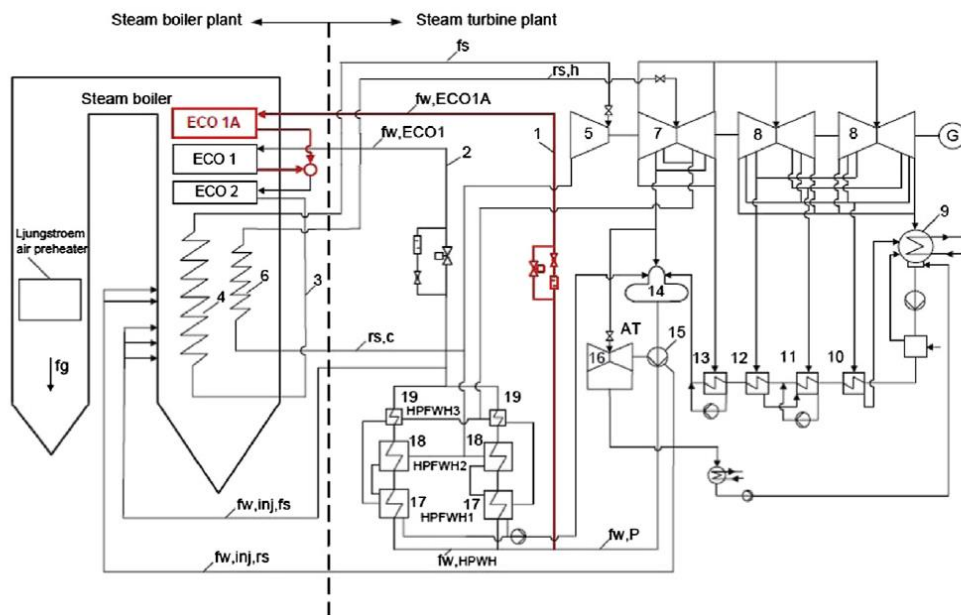 Steam boiler plant
Steam turbine plant
fs
rs,h
Steam boiler
fw,ECO1A
ECO 1A
fw,ECO1
ECO 1
ECO 2
1
2
5
7
8
8
G
9
Ljungstroem
air preheater
4
6
3
14
rs,c
AT
15
16
13
12
11
10
fg
19
19
HPFWH3
18
18
HPFWH2
17
17
HPFWH1
fw,inj,fs
fw,P
fw,HPWH
fw,inj,rs